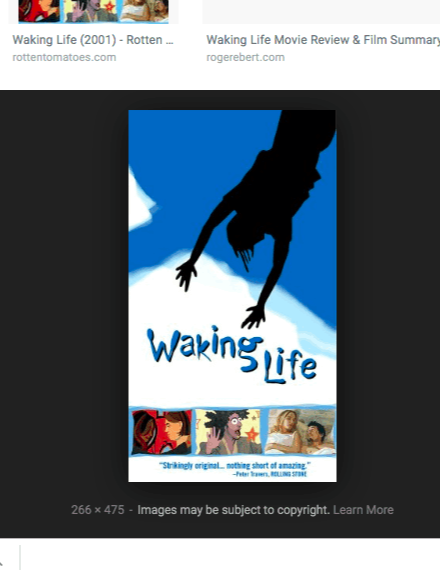 Waking Life (2001) - Rotten ...
rottentomatoes.com
Waking Life Movie Review & Film Summary
rogerebert.com
Waking
Life
"Strikingly original... nothing short of amazing."
–Peter Travers, ROLLING STONE
266 × 475 - Images may be subject to copyright. Learn More